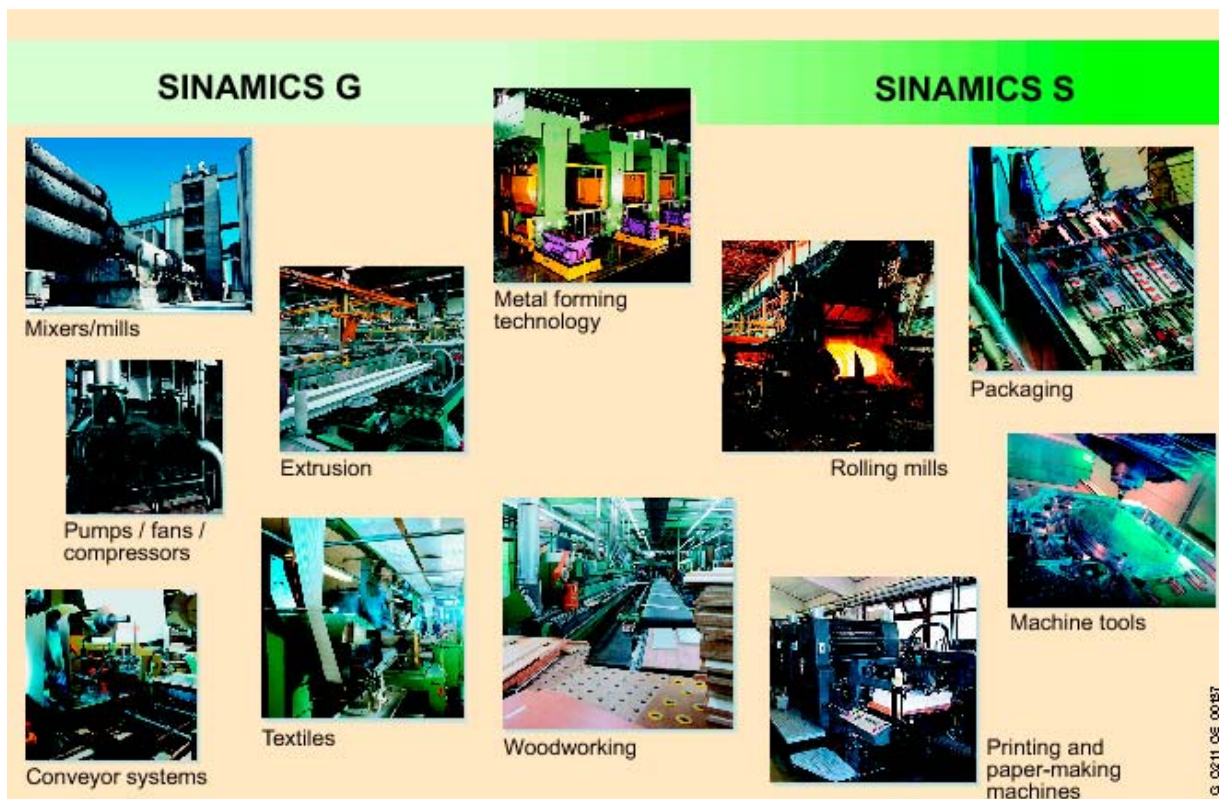 SINAMICS G
SINAMICS S
Mixers/mills
Metal forming
technology
Packaging
Extrusion
Rolling mills
Pumps / fans /
compressors
Machine tools
Conveyor systems
Textiles
Woodworking
Printing and
paper-making
machines
G_D211_DE_00187